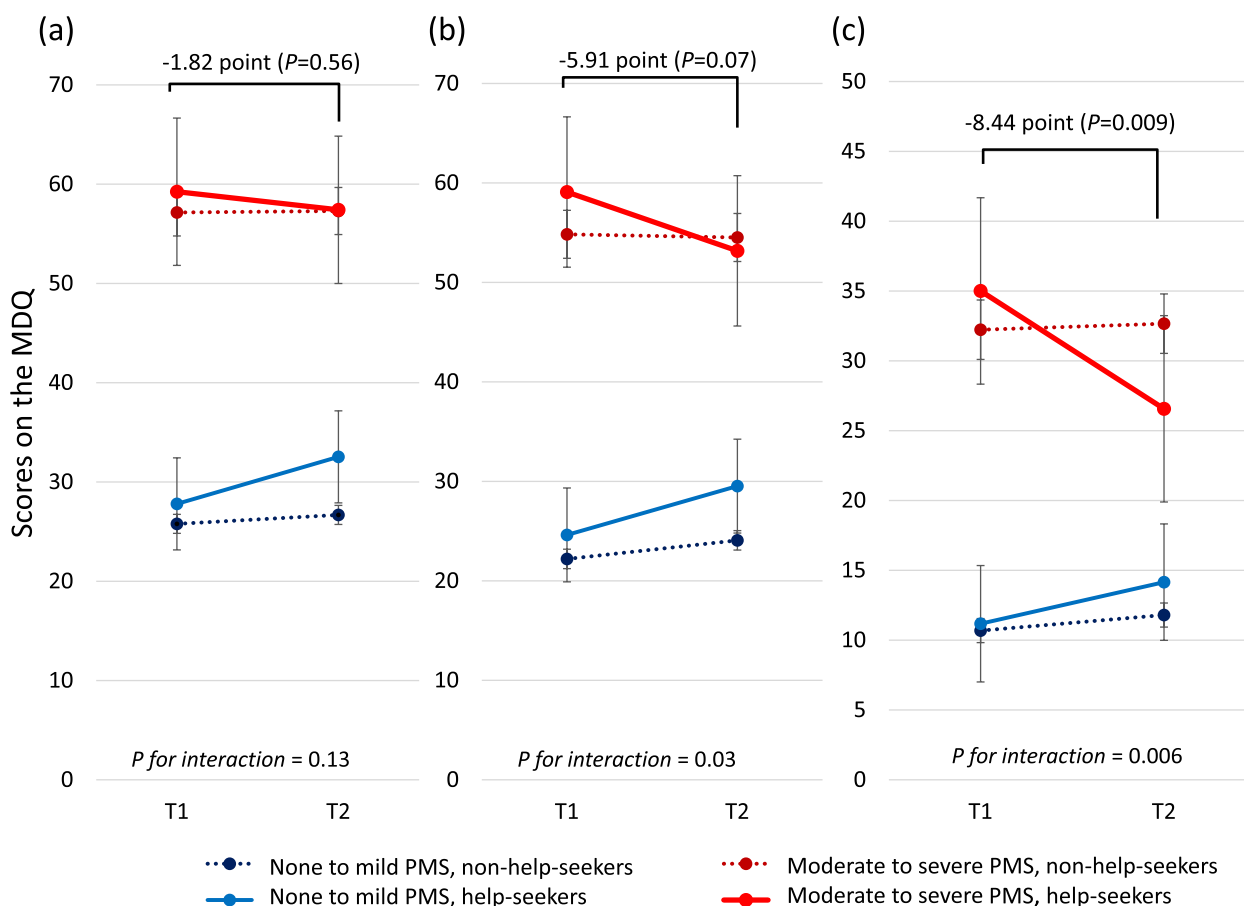 (a)
(b)
(c)
-1.82 point (P=0.56)
-5.91 point (P=0.07)
-8.44 point (P=0.009)
Scores on the MDQ
70
60
50
40
30
20
10
0
P for interaction = 0.13
T1
T2
70
60
50
40
30
20
10
0
P for interaction = 0.03
T1
T2
50
45
40
35
30
25
20
15
10
5
0
P for interaction = 0.006
T1
T2
None to mild PMS, non-help-seekers
None to mild PMS, help-seekers
Moderate to severe PMS, non-help-seekers
Moderate to severe PMS, help-seekers